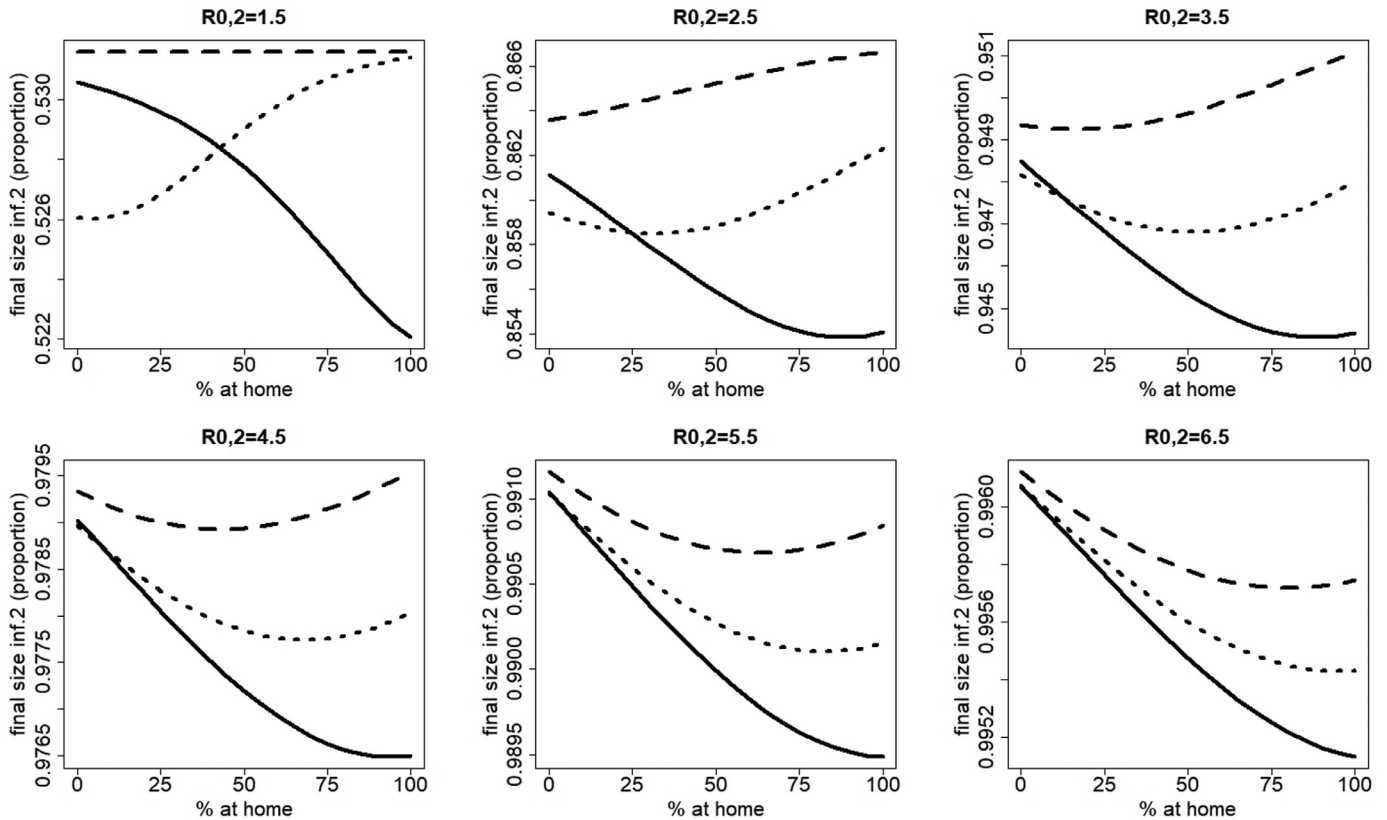 R0,2=1.5
final size inf.2 (proportion)
0.530
0.526
0.522
0 25 50 75 100
% at home
R0,2=2.5
final size inf.2 (proportion)
0.866
0.862
0.858
0.854
0 25 50 75 100
% at home
R0,2=3.5
final size inf.2 (proportion)
0.951
0.949
0.947
0.945
0 25 50 75 100
% at home
R0,2=4.5
final size inf.2 (proportion)
0.9795
0.9785
0.9775
0.9765
0 25 50 75 100
% at home
R0,2=5.5
final size inf.2 (proportion)
0.9910
0.9905
0.9900
0.9895
0 25 50 75 100
% at home
R0,2=6.5
final size inf.2 (proportion)
0.9960
0.9956
0.9952
0 25 50 75 100
% at home